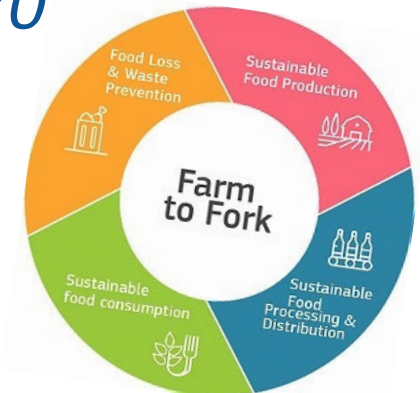 Food Loss
& Waste
Prevention
Sustainable
Food Production
Farm
to Fork
Sustainable
food consumption
Sustainable
Food
Processing &
Distribution